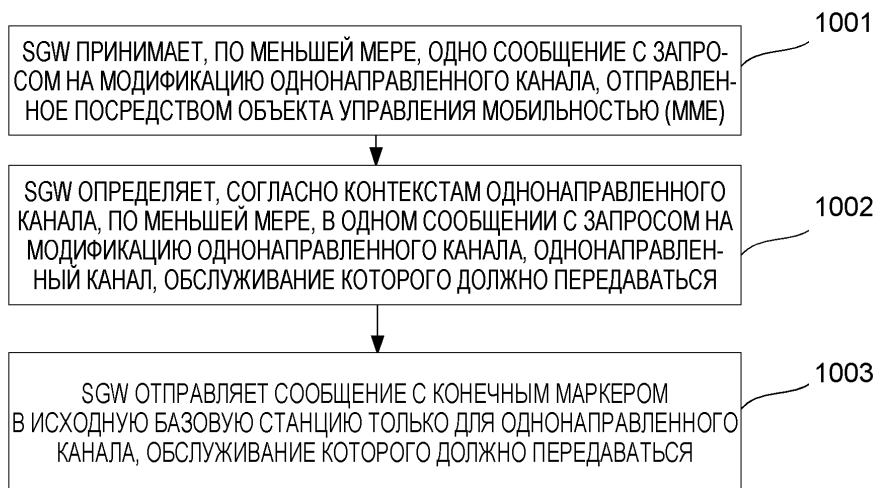 SGW ПРИНИМАЕТ, ПО МЕНЬШЕЙ МЕРЕ, ОДНО СООБЩЕНИЕ С ЗАПРО-
СОМ НА МОДИФИКАЦИЮ ОДНОНАПРАВЛЕННОГО КАНАЛА, ОТПРАВЛЕН-
НОЕ ПОСРЕДСТВОМ ОБЪЕКТА УПРАВЛЕНИЯ МОБИЛЬНОСТЬЮ (MME)
1001
SGW ОПРЕДЕЛЯЕТ, СОГЛАСНО КОНТЕКСТАМ ОДНОНАПРАВЛЕННОГО
КАНАЛА, ПО МЕНЬШЕЙ МЕРЕ, В ОДНОМ СООБЩЕНИИ С ЗАПРОСОМ НА
МОДИФИКАЦИЮ ОДНОНАПРАВЛЕННОГО КАНАЛА, ОДНОНАПРАВЛЕН-
НЫЙ КАНАЛ, ОБСЛУЖИВАНИЕ КОТОРОГО ДОЛЖНО ПЕРЕДАВАТЬСЯ
1002
SGW ОТПРАВЛЯЕТ СООБЩЕНИЕ С КОНЕЧНЫМ МАРКЕРОМ
В ИСХОДНУЮ БАЗОВУЮ СТАНЦИЮ ТОЛЬКО ДЛЯ ОДНОНАПРАВЛЕННОГО
КАНАЛА, ОБСЛУЖИВАНИЕ КОТОРОГО ДОЛЖНО ПЕРЕДАВАТЬСЯ
1003